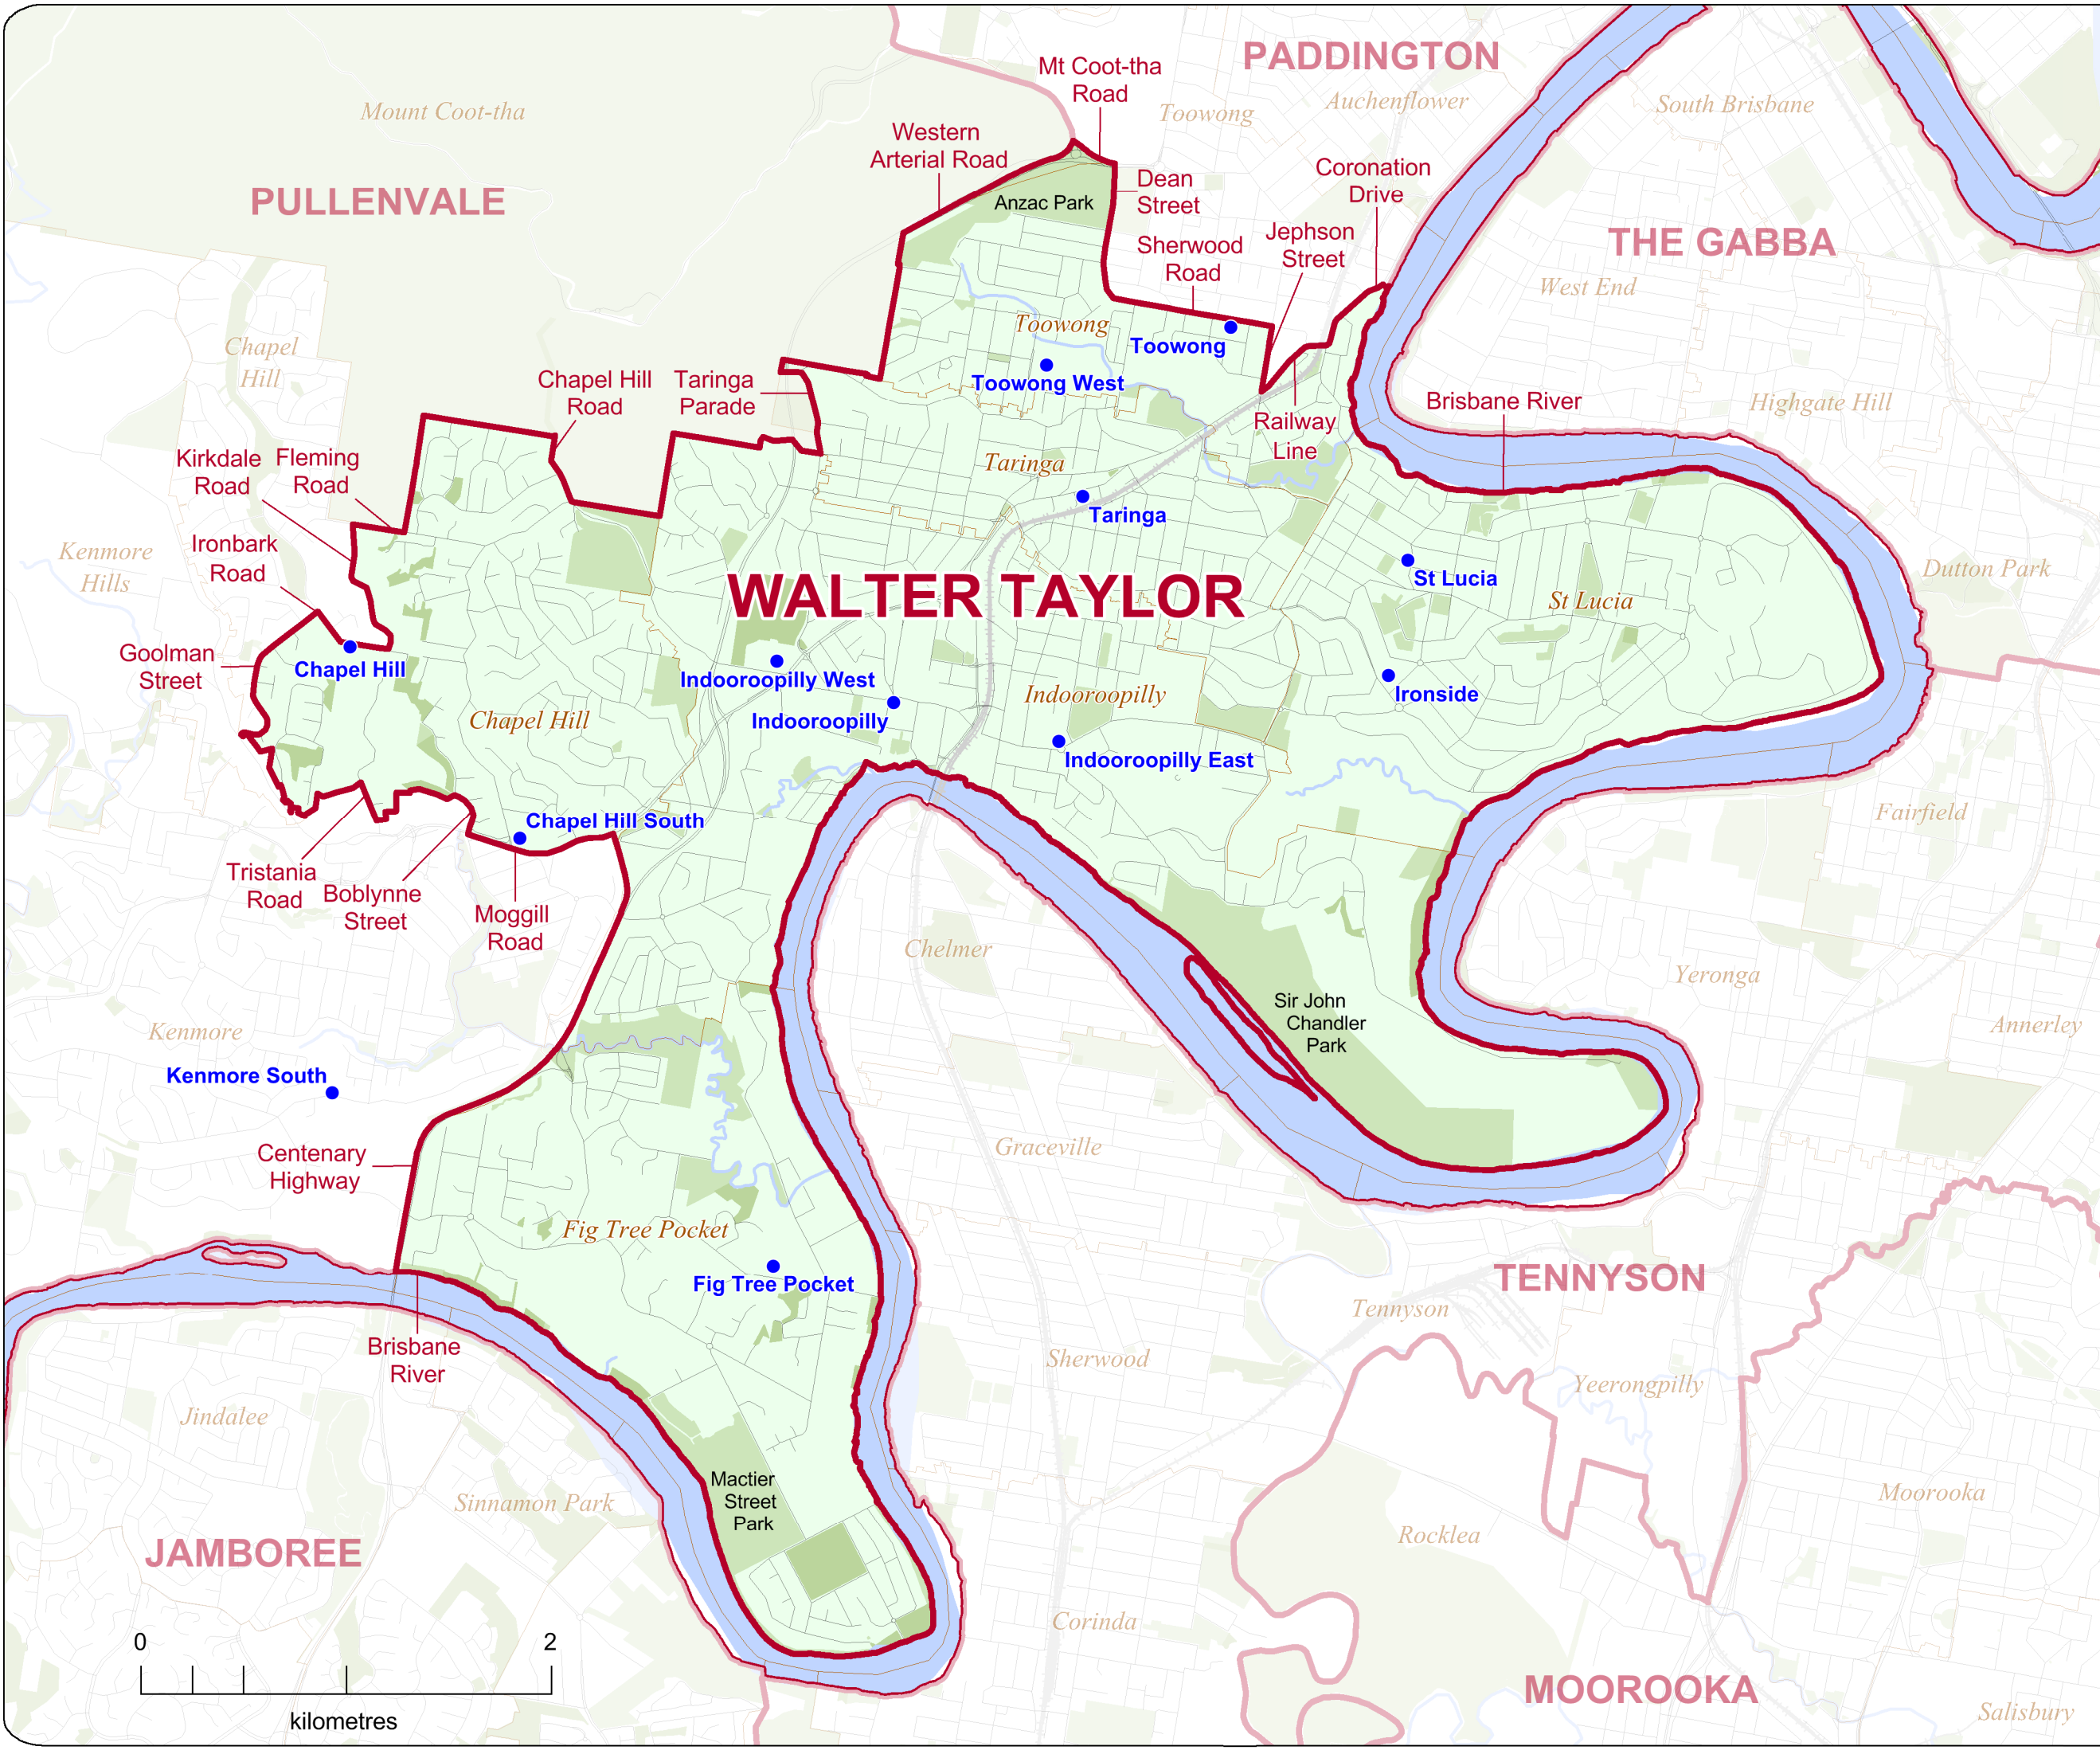 PADDINGTON
Mt Coot-tha
Road
Mount Coot-tha
Toowong
Auchenflower
South Brisbane
Western
Arterial Road
Coronation
Drive
PULLENVALE
Anzac Park
Dean
Street
Sherwood
Road
Jephson
Street
THE GABBA
West End
Chapel
Hill
Toowong
Toowong
Toowong West
Chapel Hill
Road
Taringa
Parade
Railway
Line
Brisbane River
Highgate Hill
Kirkdale
Road
Fleming
Road
Taringa
Taringa
Ironbark
Road
Kenmore
Hills
WALTER TAYLOR
St Lucia
St Lucia
Dutton Park
Goolman
Street
Chapel Hill
Indooroopilly West
Indooroopilly
Ironside
Chapel Hill
Indooroopilly
Indooroopilly East
Chapel Hill South
Fairfield
Tristania
Road
Boblynne
Street
Moggill
Road
Chelmer
Yeronga
Sir John
Chandler
Park
Annerley
Kenmore
Kenmore South
Centenary
Highway
Graceville
Fig Tree Pocket
Fig Tree Pocket
TENNYSON
Tennyson
Brisbane
River
Sherwood
Yeerongpilly
Jindalee
Mactier
Street
Park
Sinnamon Park
Moorooka
Rocklea
JAMBOREE
Corinda
0
2
kilometres
MOOROOKA
Salisbury